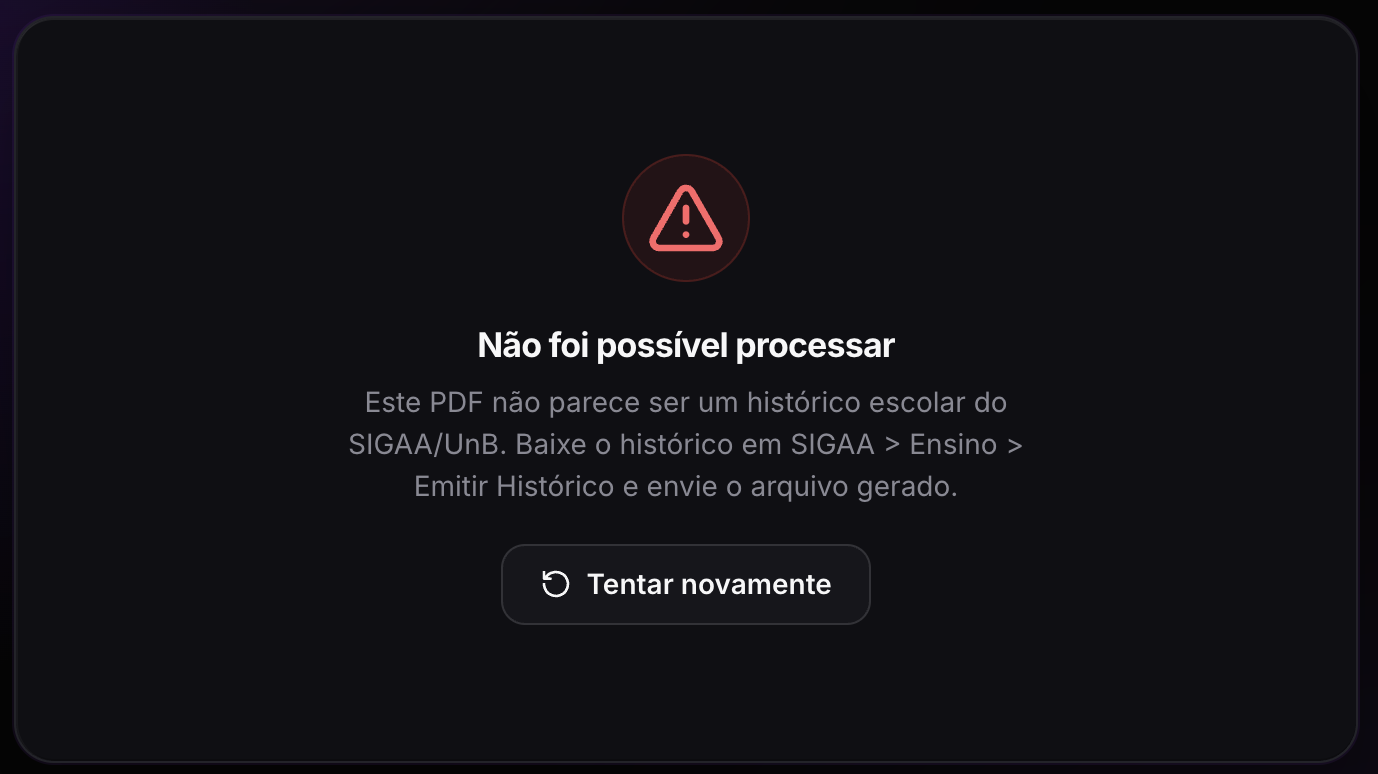 Não foi possível processar
Este PDF não parece ser um histórico escolar do
SIGAA/UnB. Baixe o histórico em SIGAA > Ensino >
Emitir Histórico e envie o arquivo gerado.
Tentar novamente